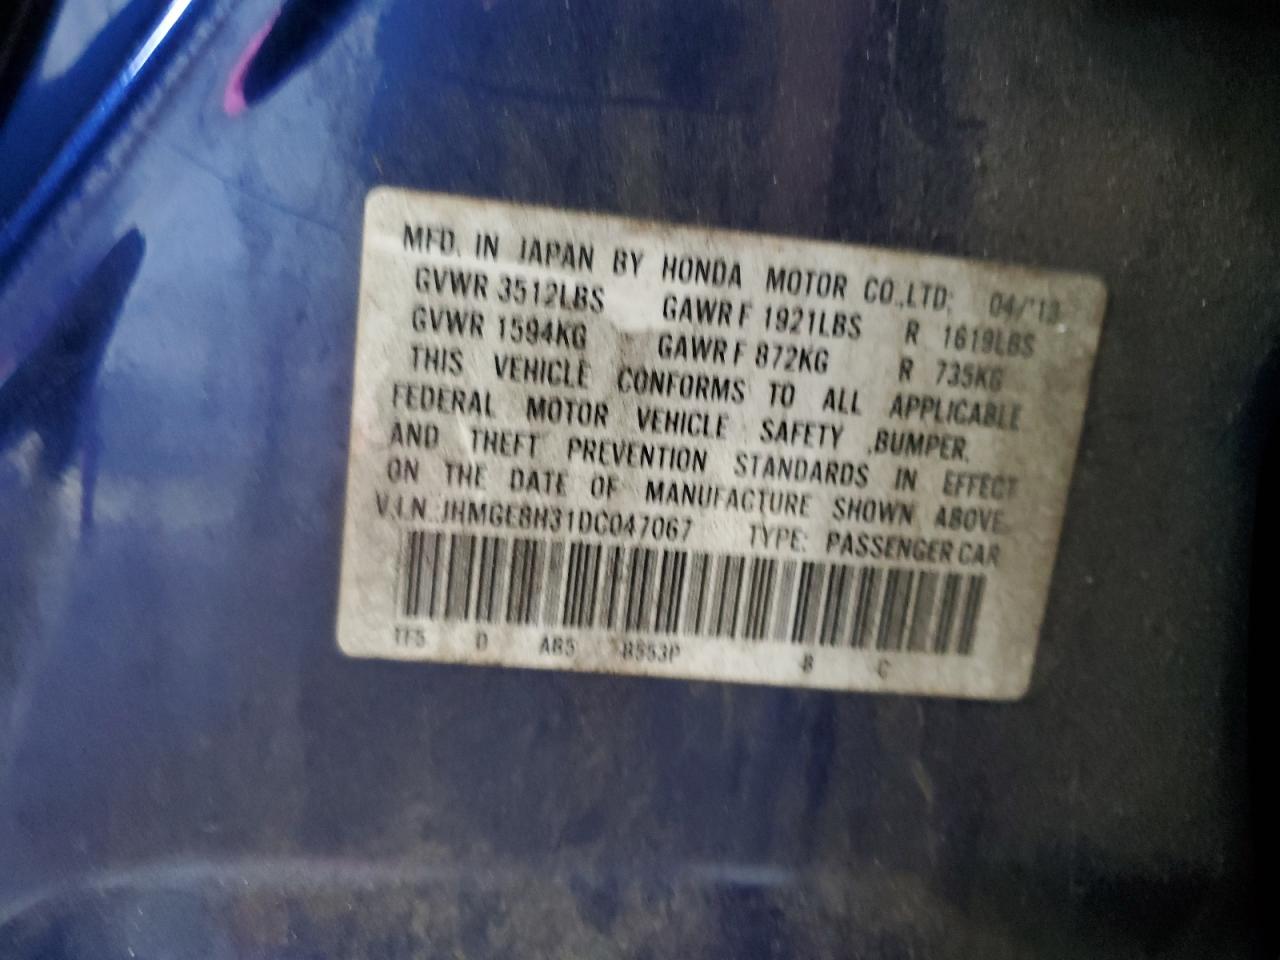 MFD. IN JAPAN BY HONDA MOTOR CO.,LTD. 04/'13
GVWR 3512LBS GAWR F 1921LBS R 1619LBS
GVWR 1594KG GAWR F 872KG R 735KG
THIS VEHICLE CONFORMS TO ALL APPLICABLE
FEDERAL MOTOR VEHICLE SAFETY ,BUMPER,
AND THEFT PREVENTION STANDARDS IN EFFECT
ON THE DATE OF MANUFACTURE SHOWN ABOVE.
V.I.N.:JHMGE8H31DC047067 TYPE: PASSENGER CAR
TF5 D AB5 B553P B C